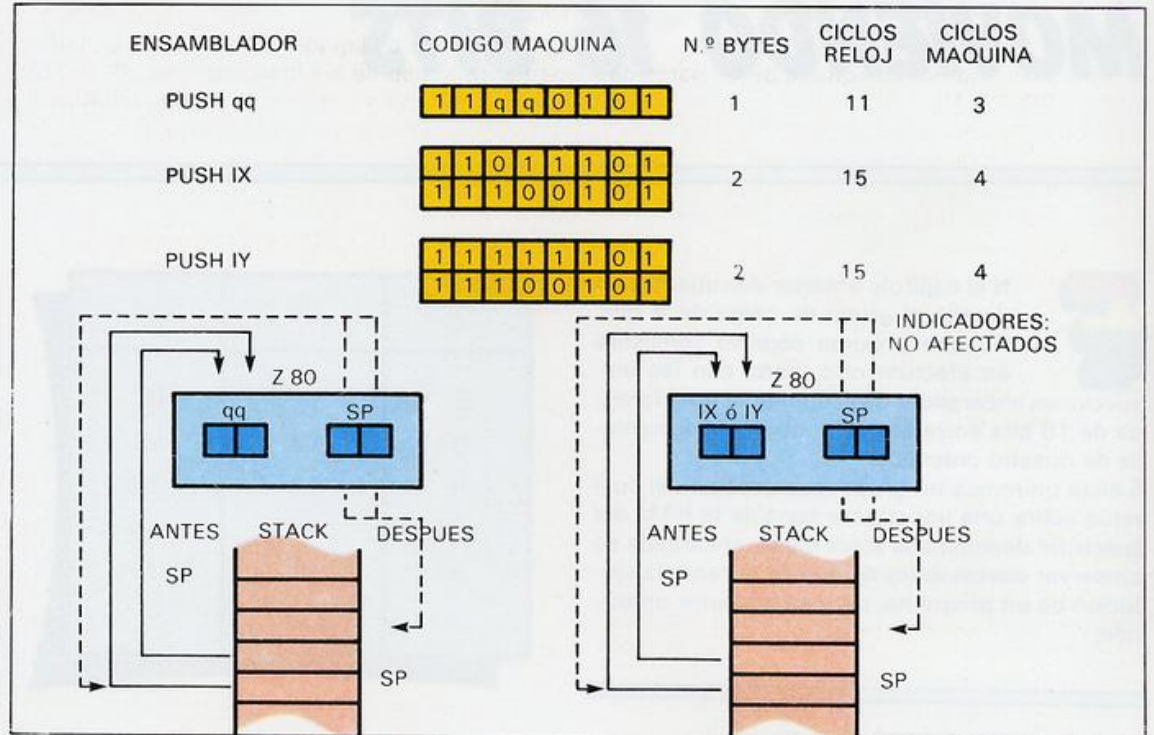 ENSAMBLADOR CODIGO MAQUINA N.º BYTES CICLOS RELOJ CICLOS MAQUINA
PUSH qq 1 1 q q 0 1 0 1 1 11 3
PUSH IX 1 1 0 1 1 1 0 1 2 15 4
1 1 1 0 0 1 0 1
PUSH IY 1 1 1 1 1 1 0 1 2 15 4
1 1 1 0 0 1 0 1
INDICADORES:
NO AFECTADOS
Z 80
qq SP
ANTES STACK DESPUES
SP
SP
Z 80
IX ó IY SP
ANTES STACK DESPUES
SP
SP